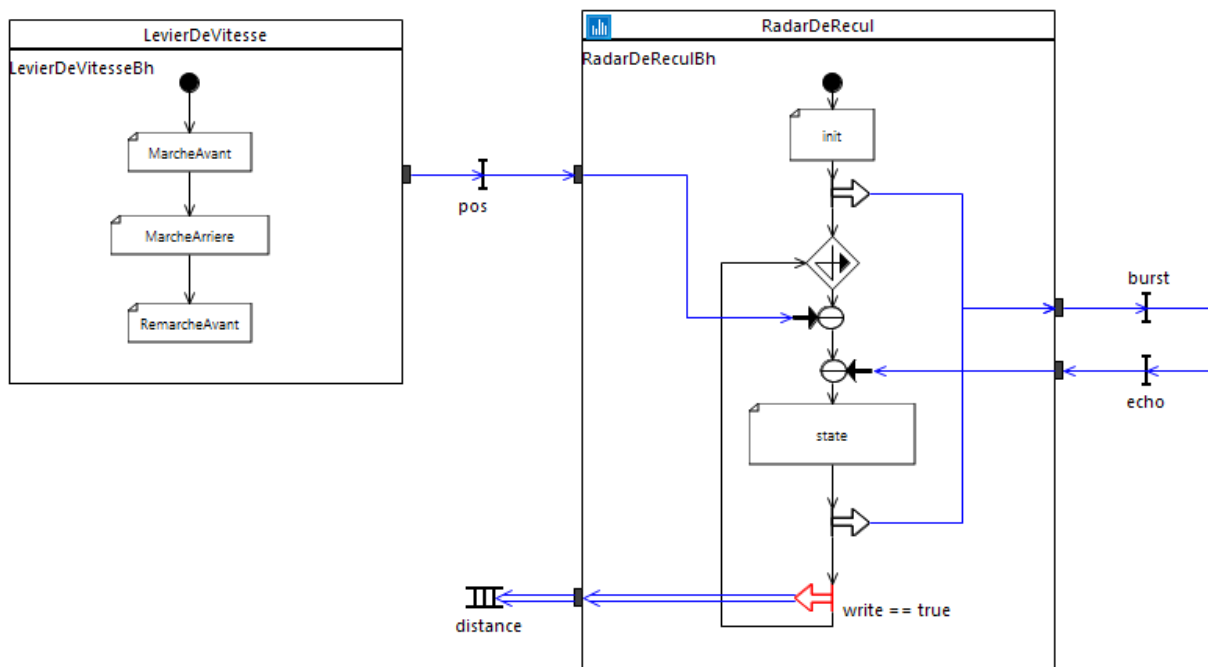 LevierDeVitesse
LevierDeVitesseBh
MarcheAvant
MarcheArriere
RemarcheAvant
pos
RadarDeRecul
RadarDeReculBh
init
state
write == true
burst
echo
distance